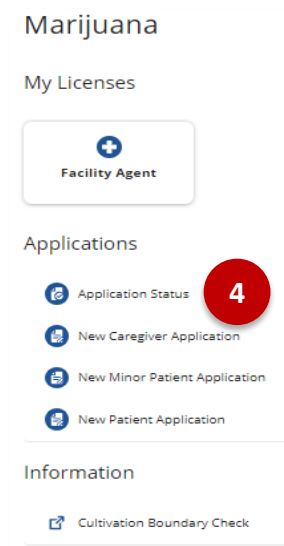 Marijuana
My Licenses
Facility Agent
Applications
Application Status
4
New Caregiver Application
New Minor Patient Application
New Patient Application
Information
Cultivation Boundary Check